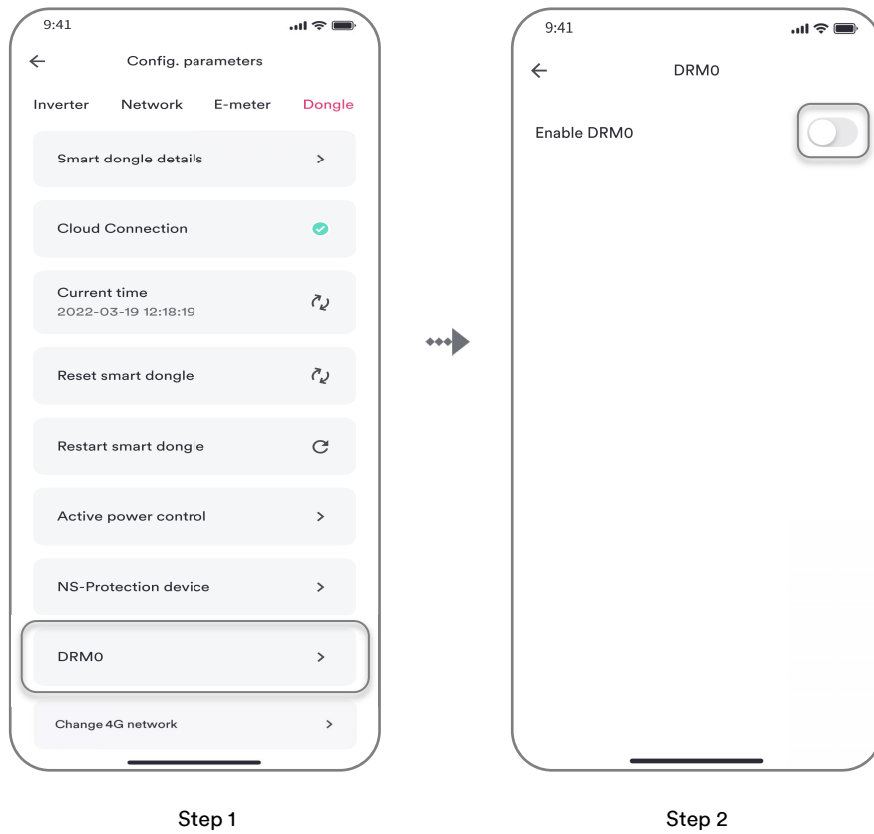 9:41
Config. parameters
Inverter Network E-meter Dongle
Smart dongle details
Cloud Connection
Current time
2022-03-19 12:18:19
Reset smart dongle
Restart smart dongle
Active power control
NS-Protection device
DRM0
Change 4G network
Step 1
9:41
DRM0
Enable DRM0
Step 2